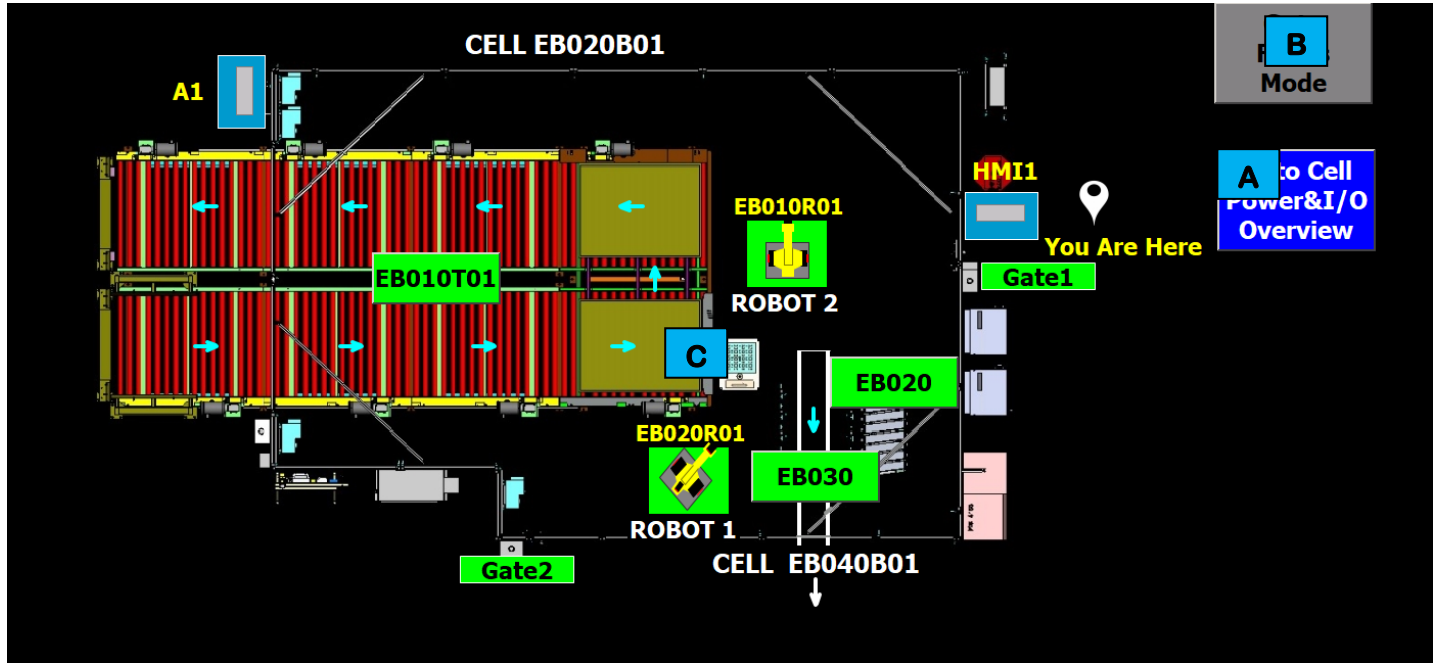 CELL EB020B01
B
Mode
A1
HMI1
A
to Cell
Power&I/O
Overview
EB010R01
You Are Here
EB010T01
Gate1
ROBOT 2
C
EB020
EB020R01
EB030
ROBOT 1
CELL EB040B01
Gate2